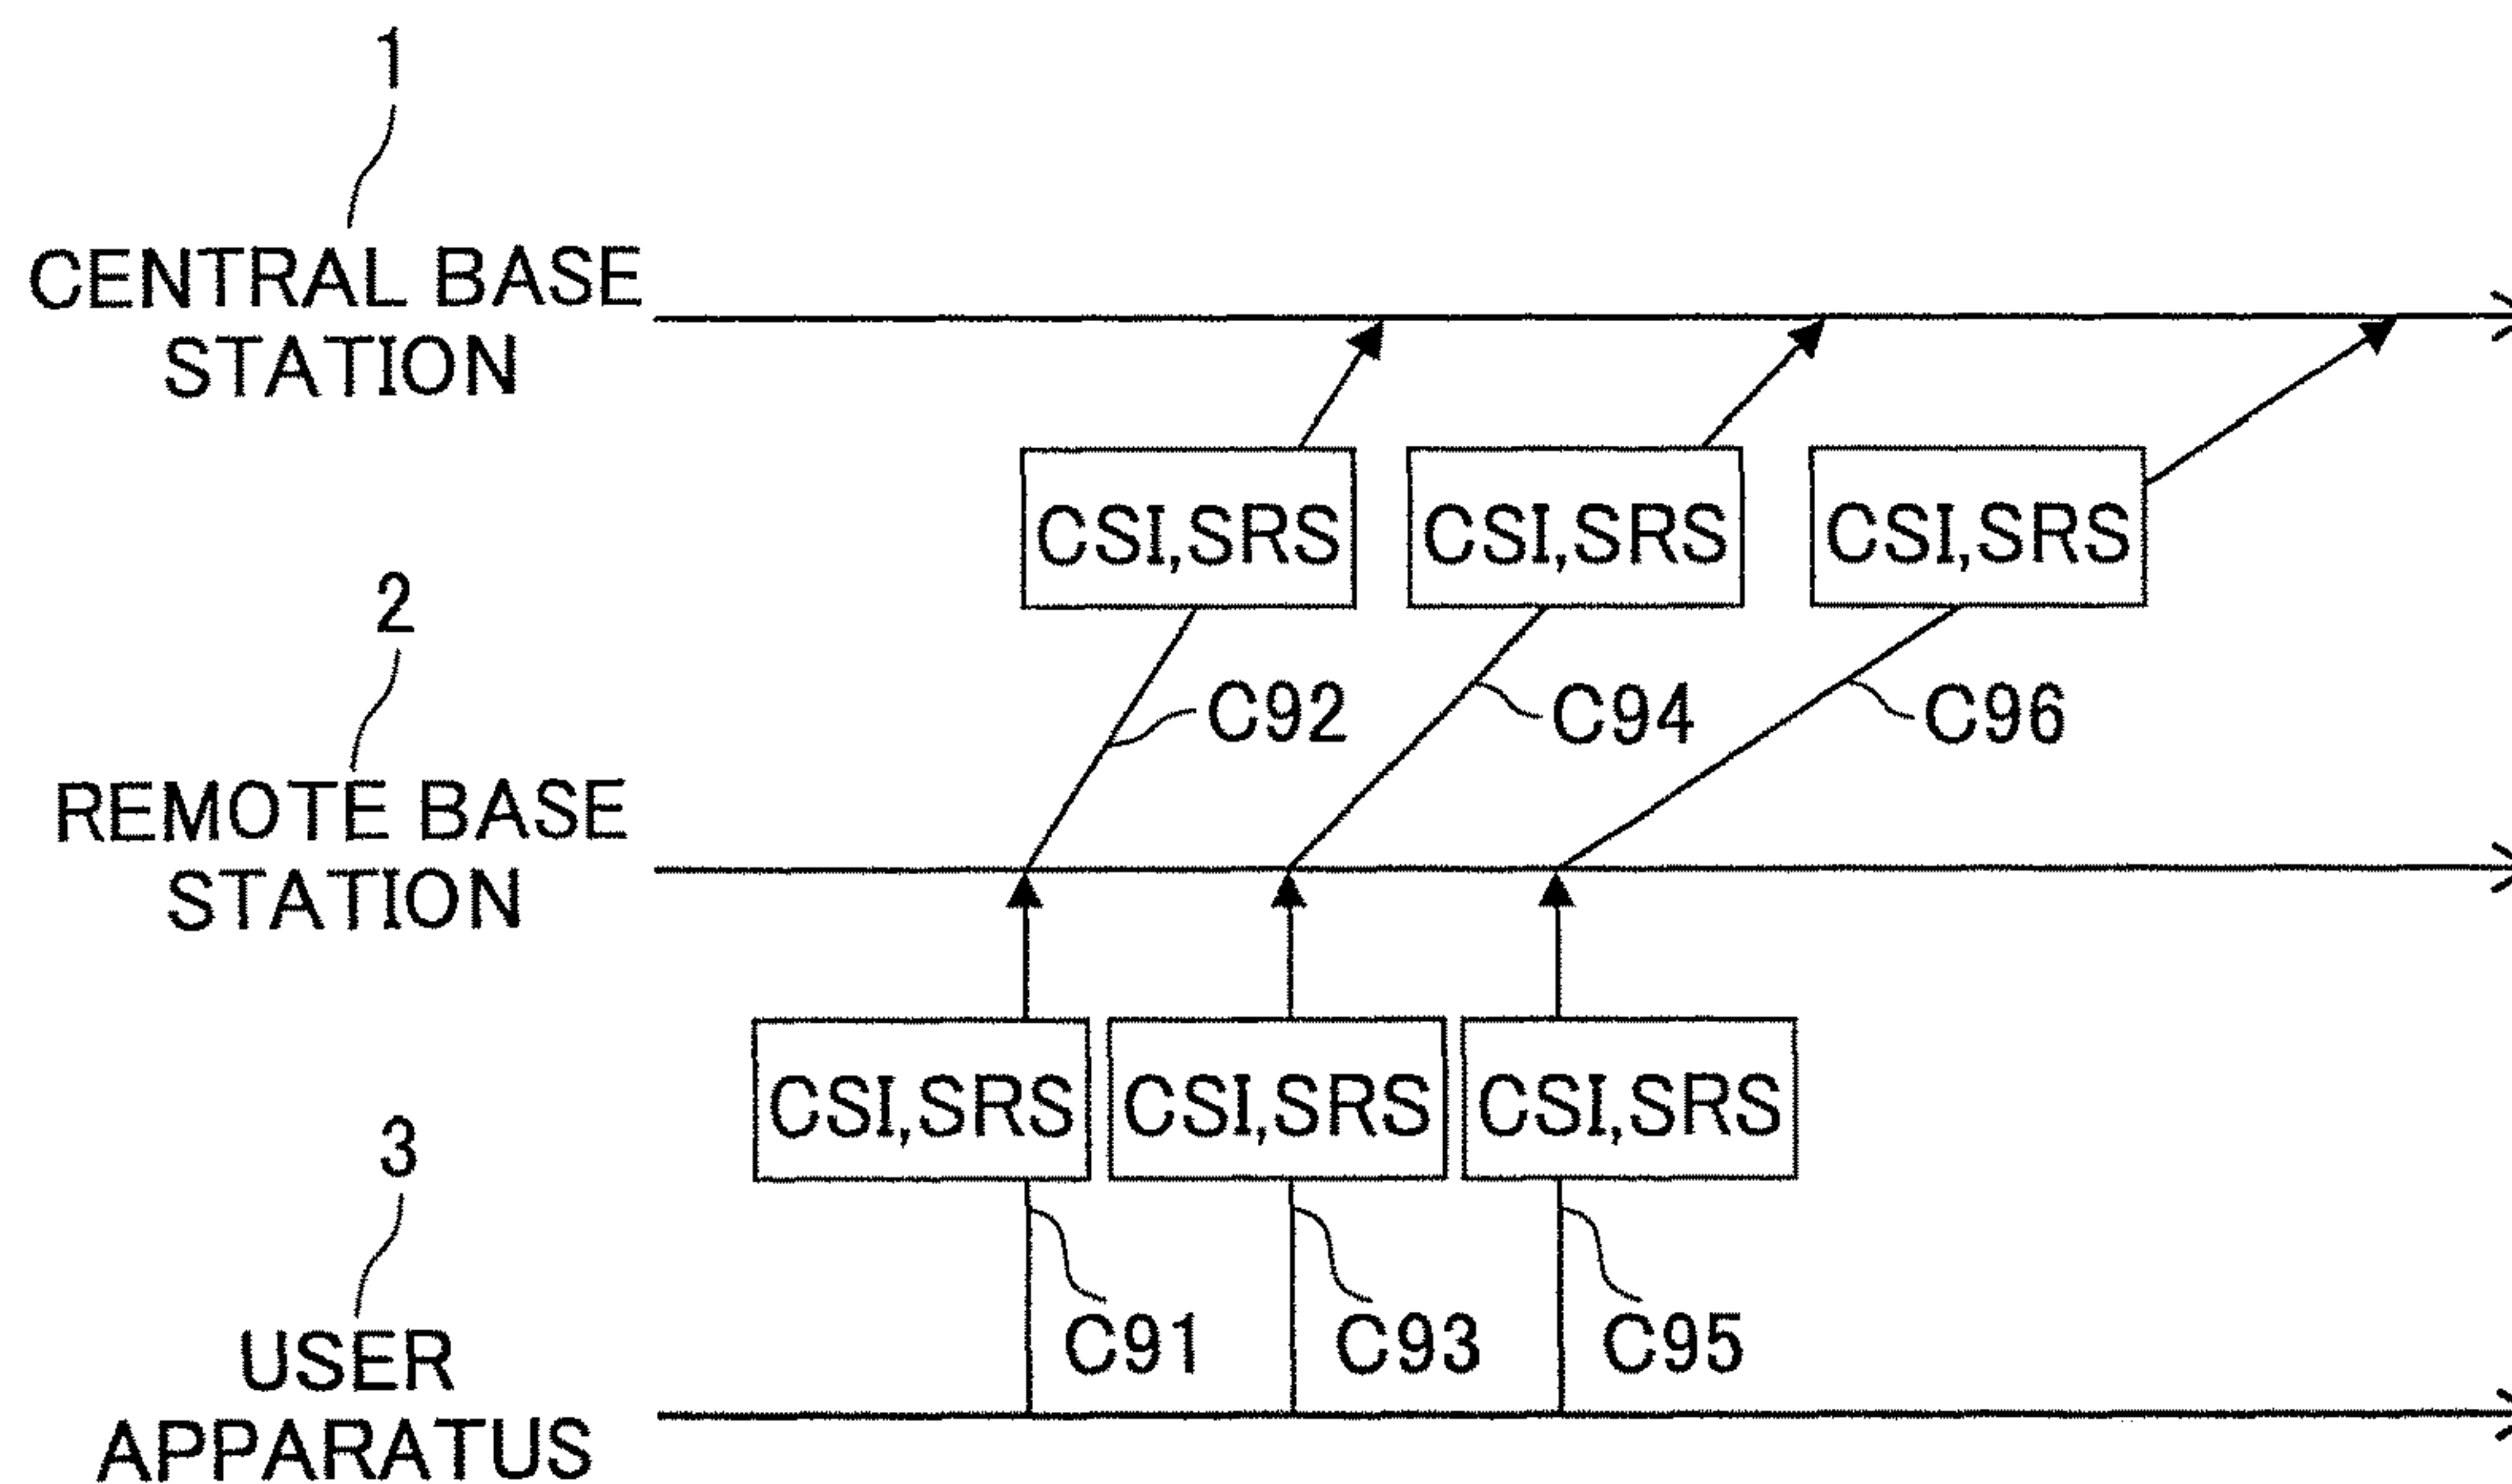 1
CENTRAL BASE
STATION
CSI,SRS CSI,SRS CSI,SRS
2
C92 C94 C96
REMOTE BASE
STATION
CSI,SRS CSI,SRS CSI,SRS
3
C91 C93 C95
USER
APPARATUS